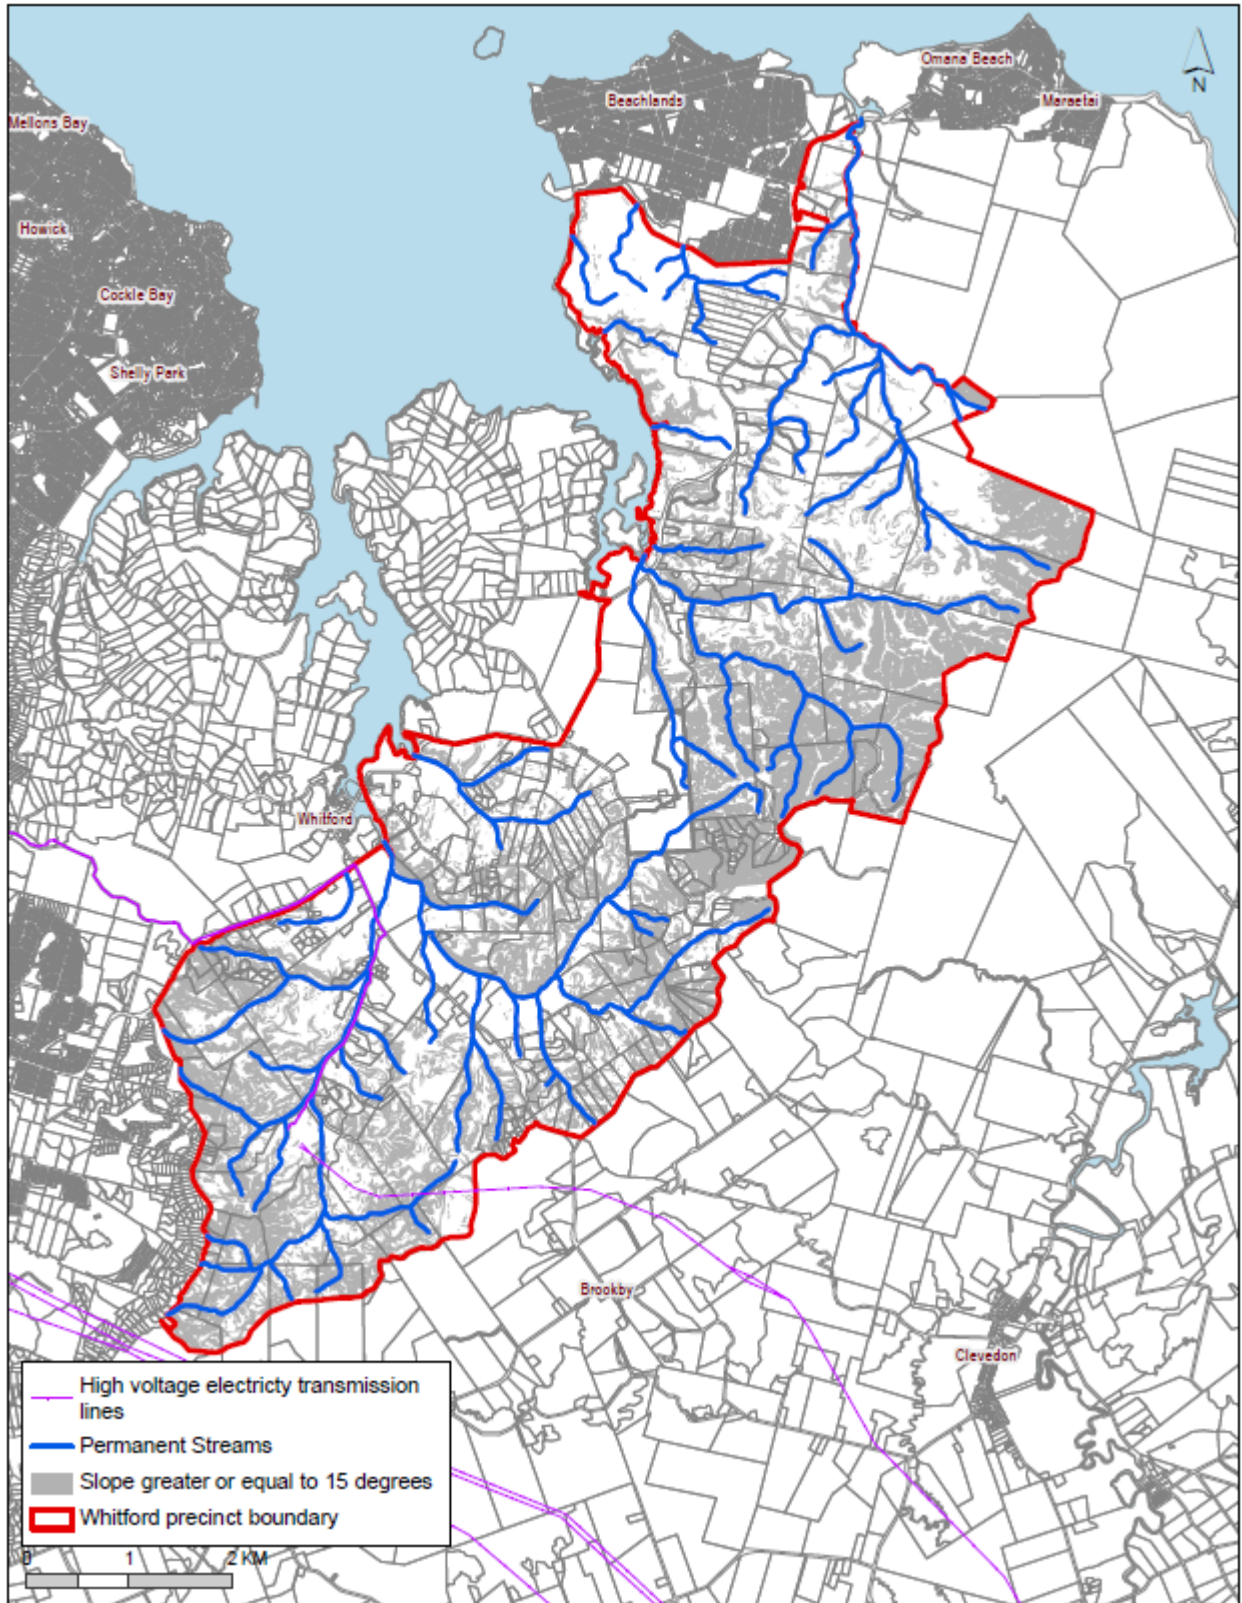 Omana Beach
Beachlands
Maraetai
N
Mellons Bay
Howick
Cockle Bay
Shelly Park
Whitford
Brookby
Clevedon
High voltage electricty transmission
lines
Permanent Streams
Slope greater or equal to 15 degrees
Whitford precinct boundary
0 1 2 KM